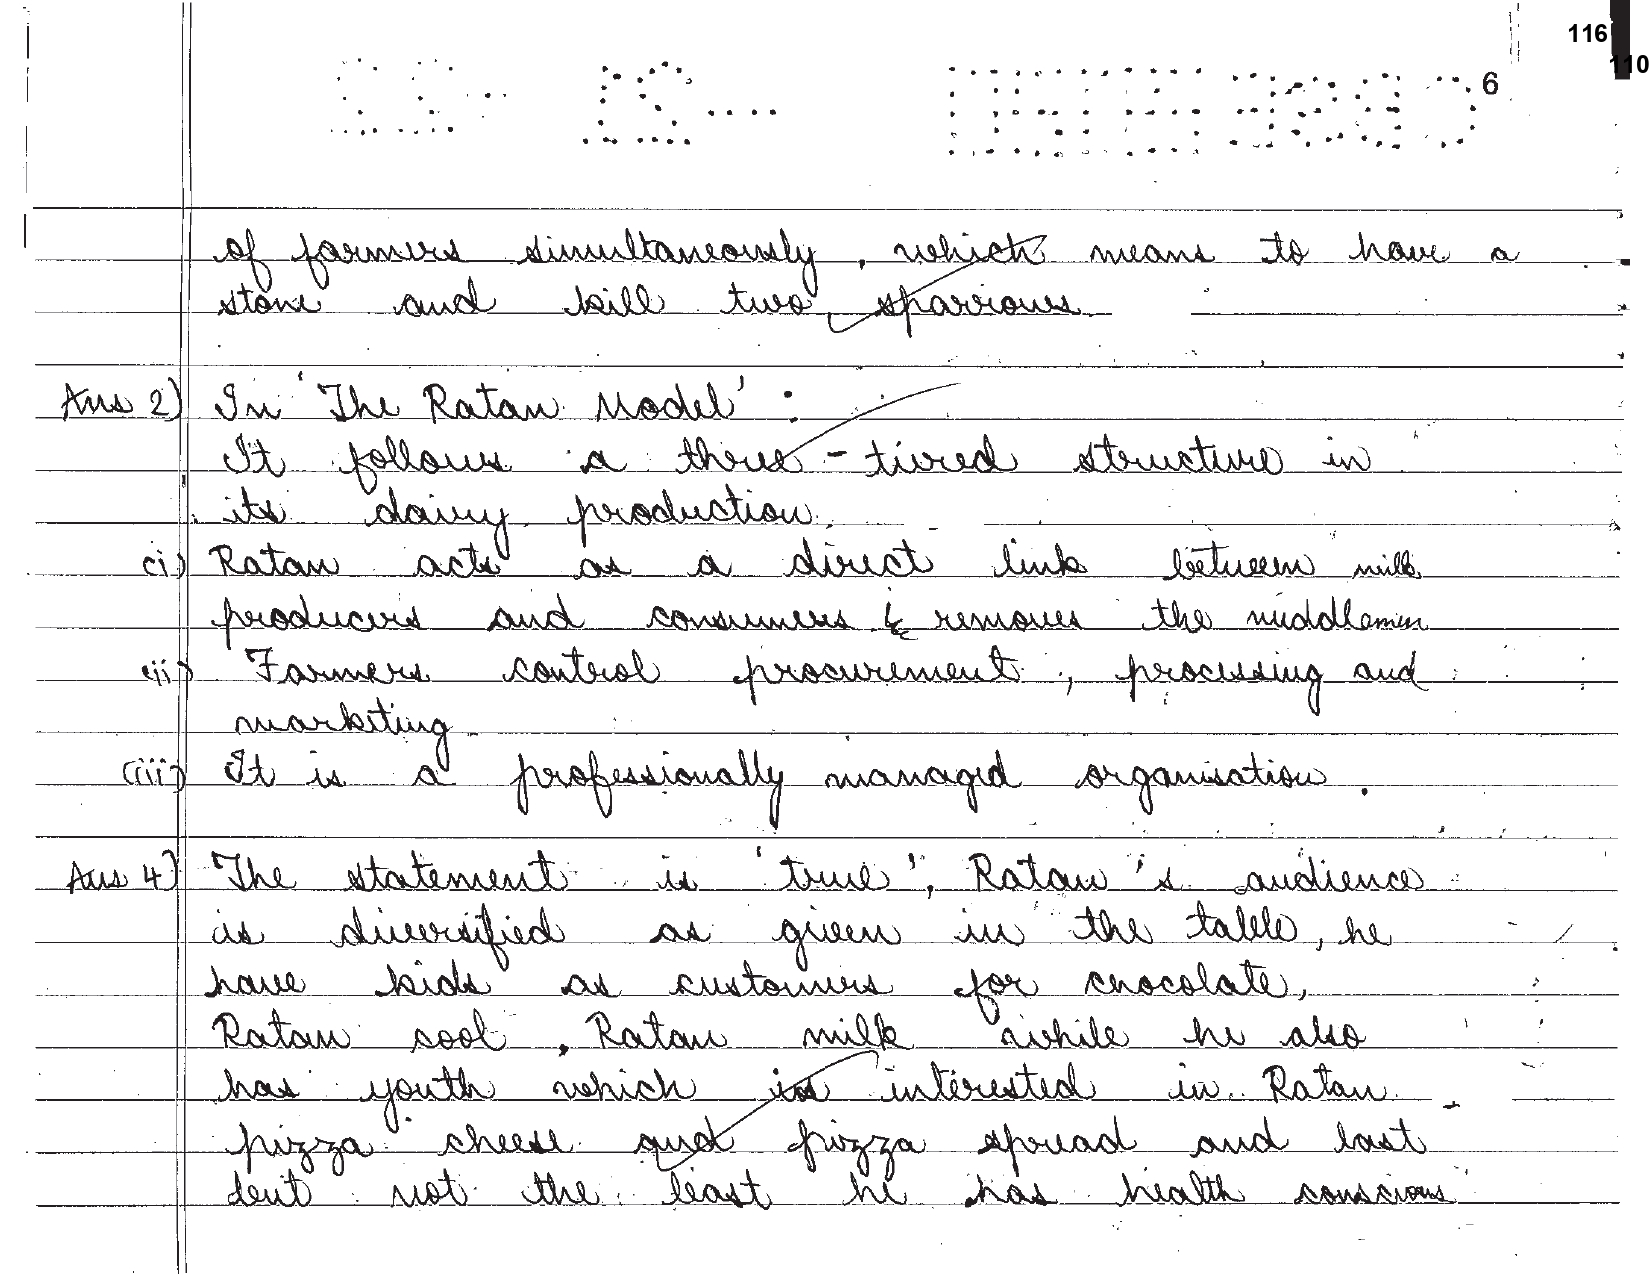 116
110
6
of farmers simultaneously, which means to have a
stone and kill two sparrows.
Ans 2) In 'The Ratan Model' :
It follows a three-tired structure in
its dairy production.
(i) Ratan acts as a direct link between milk
producers and consumers & removes the middlemen
(ii) Farmers control procurement, processing and
marketing.
(iii) It is a professionally managed organisation.
Ans 4) The statement is 'true', Ratan's audience
is diversified as given in the table, he
have kids as customers for chocolate,
Ratan cool, Ratan milk while he also
has youth which is interested in Ratan
pizza cheese and pizza spread and last
but not the least he has health conscious